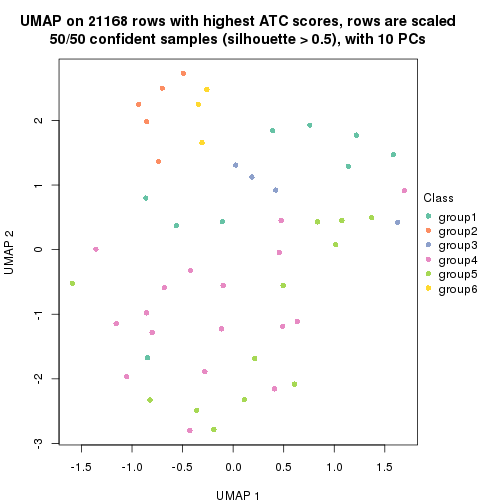 UMAP on 21168 rows with highest ATC scores, rows are scaled
50/50 confident samples (silhouette > 0.5), with 10 PCs
2
1
0
-1
-2
-3
UMAP 2
-1.5 -1.0 -0.5 0.0 0.5 1.0 1.5
UMAP 1
Class
group1
group2
group3
group4
group5
group6